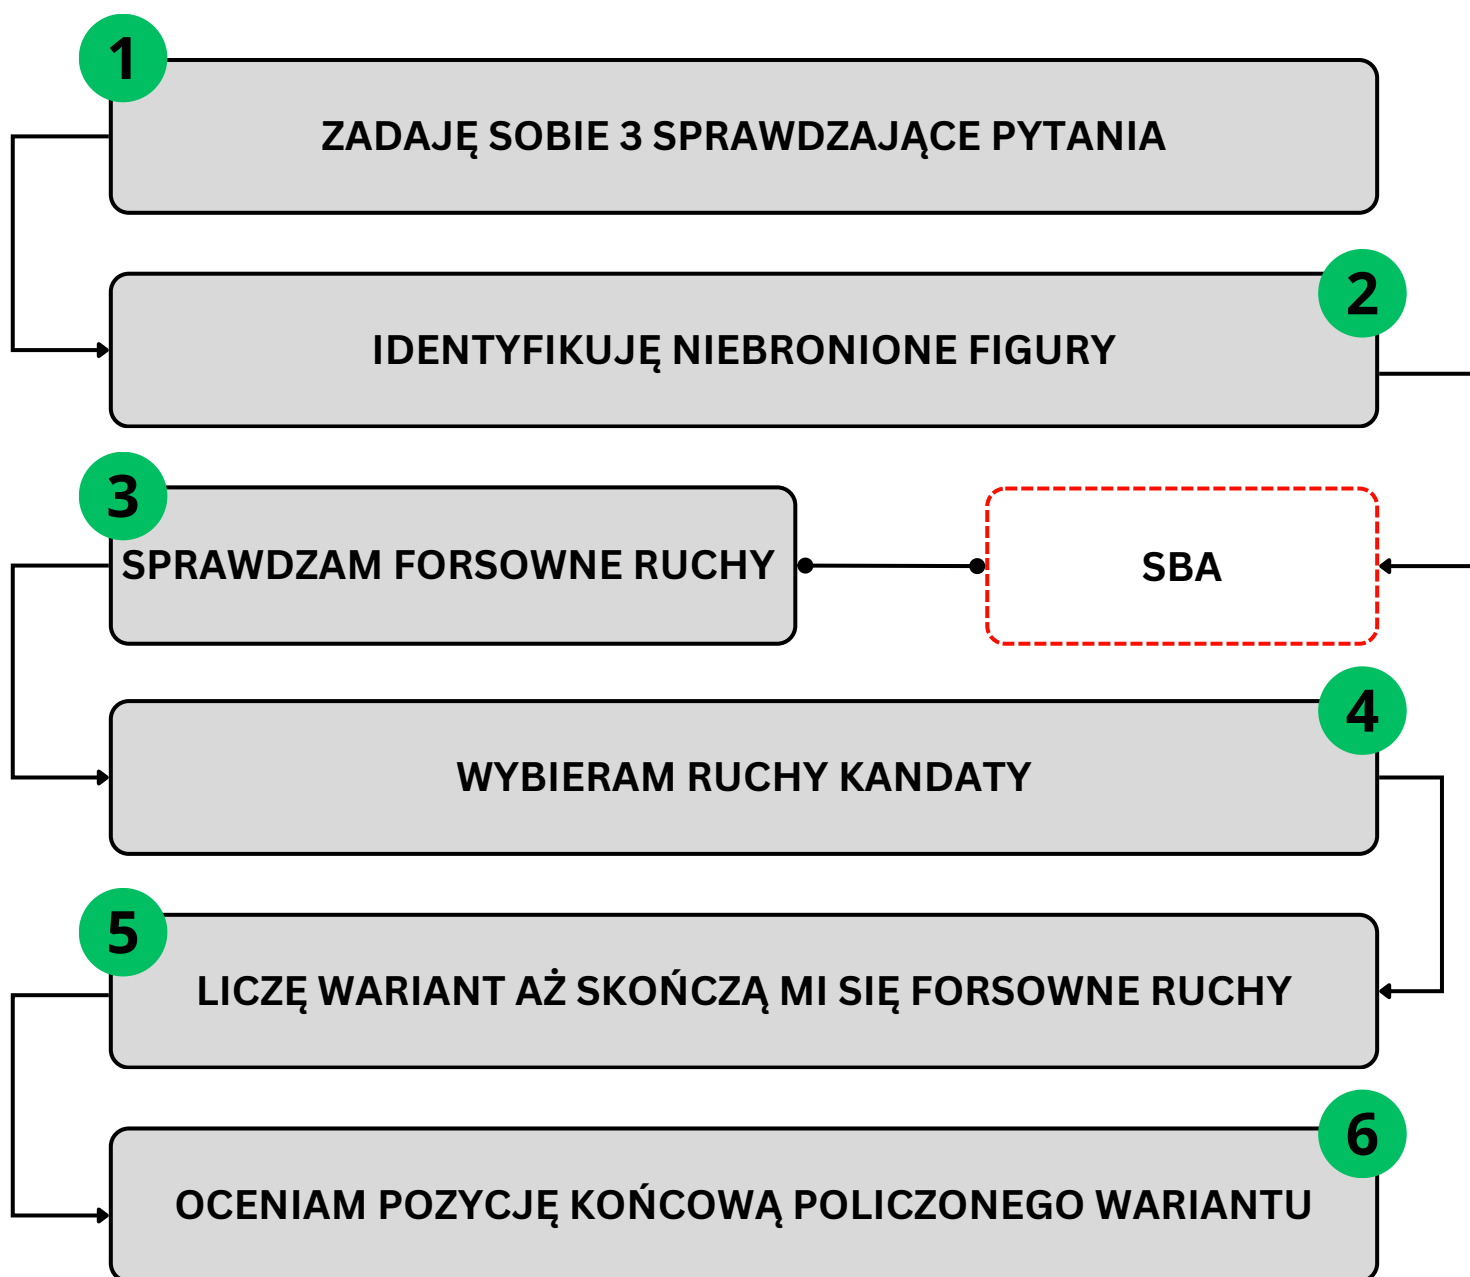 1
ZADAJĘ SOBIE 3 SPRAWDZAJĄCE PYTANIA
2
IDENTYFIKUJĘ NIEBRONIONE FIGURY
3
SPRAWDZAM FORSOWNE RUCHY
SBA
4
WYBIERAM RUCHY KANDATY
5
LICZĘ WARIANT AŻ SKOŃCZĄ MI SIĘ FORSOWNE RUCHY
6
OCENIAM POZYCJĘ KOŃCOWĄ POLICZONEGO WARIANTU